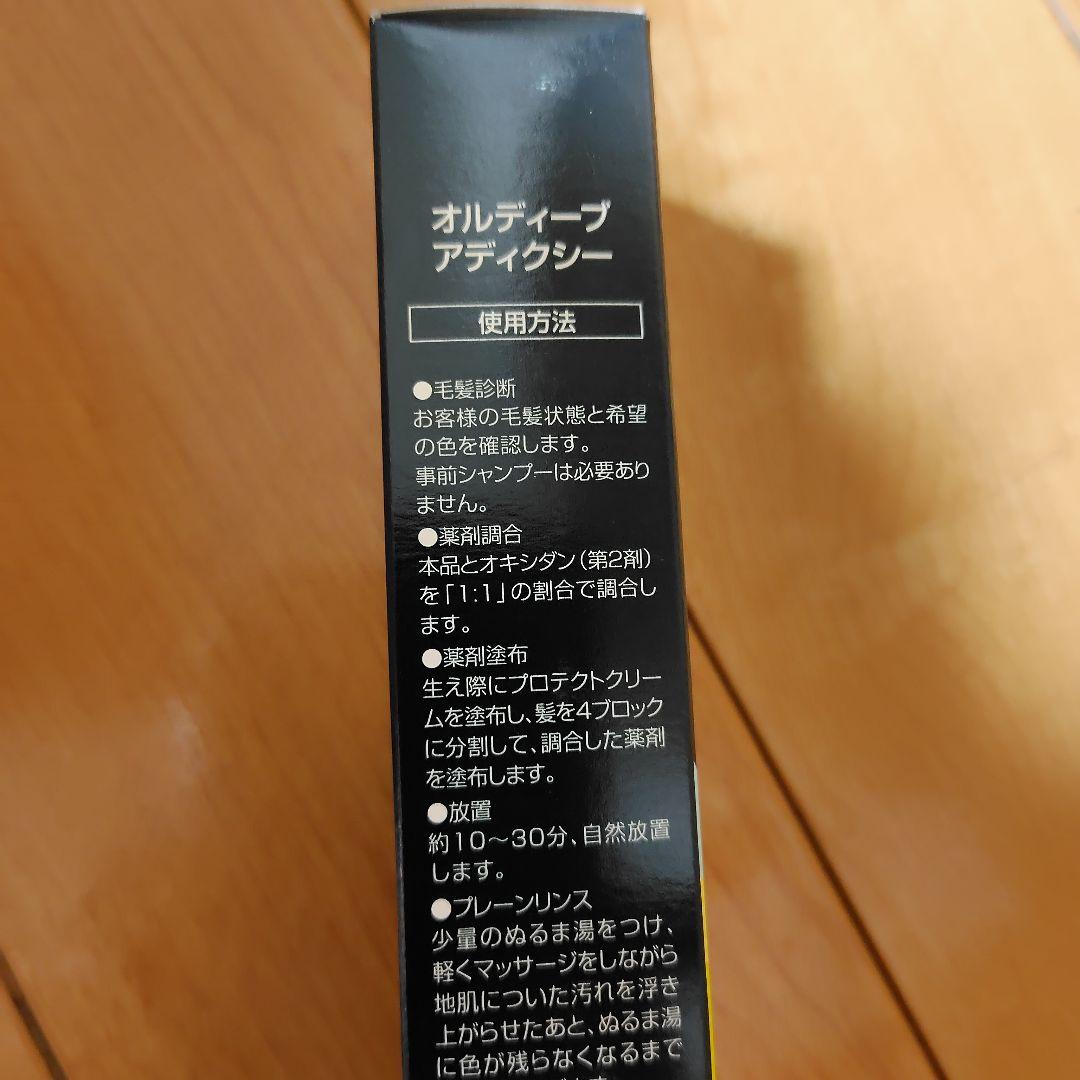 オルディーブ
アディクシー
使用方法
●毛髪診断
お客様の毛髪状態と希望
の色を確認します。
事前シャンプーは必要あり
ません。
●薬剤調合
本品とオキシダン(第2剤)
を「1:1」の割合で調合し
ます。
●薬剤塗布
生え際にプロテクトクリー
ムを塗布し、髪を4ブロック
に分割して、調合した薬剤
を塗布します。
●放置
約10～30分、自然放置
します。
●プレーンリンス
少量のぬるま湯をつけ、
軽くマッサージをしながら
地肌についた汚れを浮き
上がらせたあと、ぬるま湯
に色が残らなくなるまで